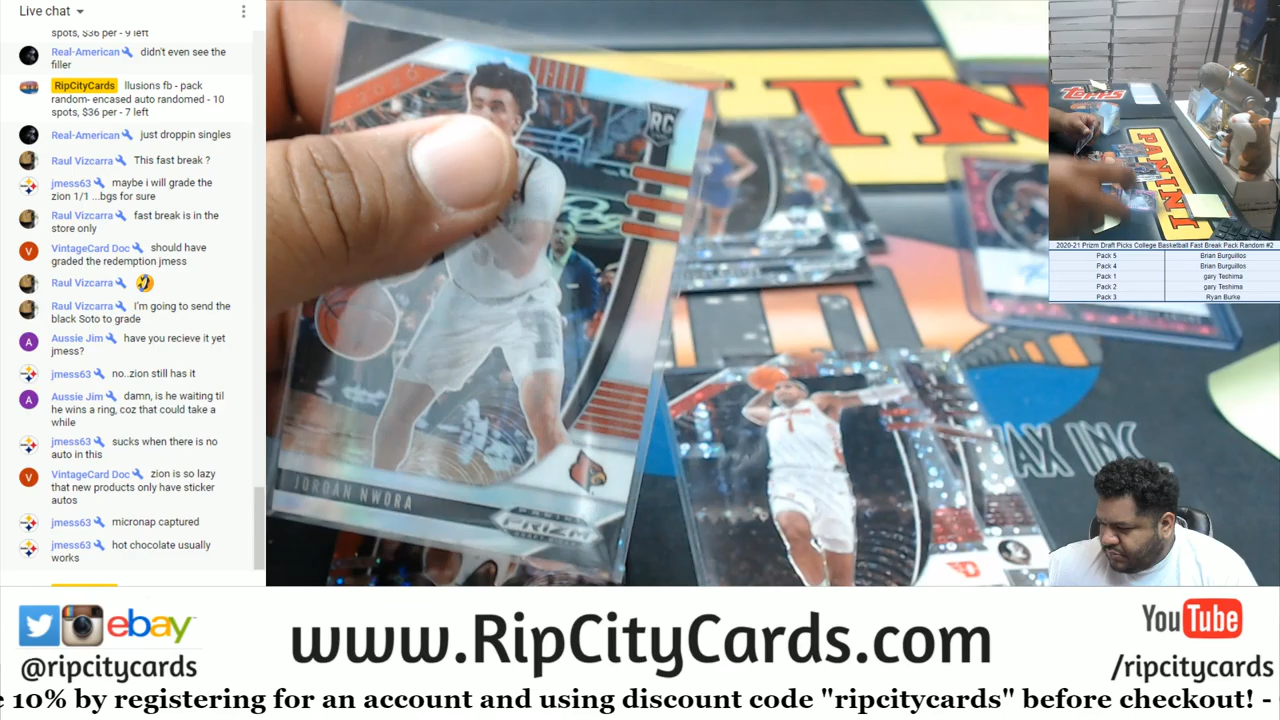 Live chat
spots, $36 per - 9 left
Real-American didn't even see the
filler
RipCityCards Ilusions fb - pack
random- encased auto randomed - 10
spots, $36 per - 7 left
Real-American just droppin singles
Raul Vizcarra This fast break ?
jmess63 maybe i will grade the
zion 1/1 ...bgs for sure
Raul Vizcarra fast break is in the
store only
V VintageCard Doc should have
graded the redemption jmess
Raul Vizcarra 🤣
Raul Vizcarra I'm going to send the
black Soto to grade
A Aussie Jim have you recieve it yet
jmess?
jmess63 no..zion still has it
A Aussie Jim damn, is he waiting til
he wins a ring, coz that could take a
while
jmess63 sucks when there is no
auto in this
V VintageCard Doc zion is so lazy
that new products only have sticker
autos
jmess63 micronap captured
jmess63 hot chocolate usually
works
RC
JORDAN NWORA
PANINI
PRIZM
1
Topps
PANINI
2020-21 Prizm Draft Picks College Basketball Fast Break Pack Random #2
Pack 5 Brian Burguillos
Pack 4 Brian Burguillos
Pack 1 gary Teshima
Pack 2 gary Teshima
Pack 3 Ryan Burke
INC.
ebay
@ripcitycards
www.RipCityCards.com
YouTube
/ripcitycards
e 10% by registering for an account and using discount code "ripcitycards" before checkout! -